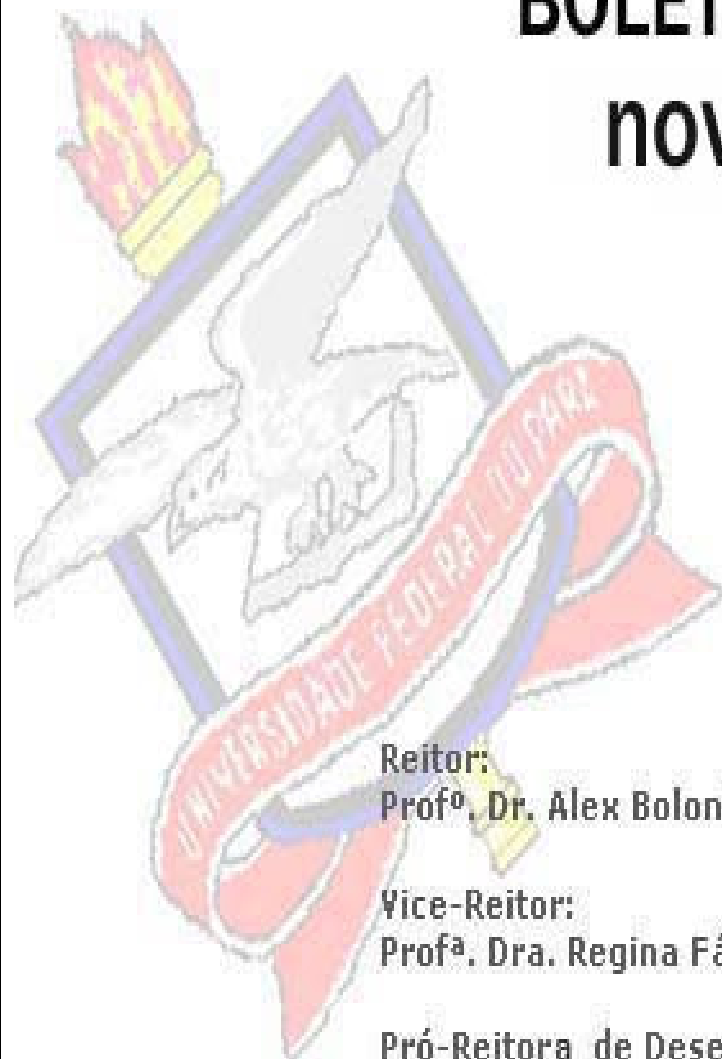 BOLET
nov
UNIVERSIDADE FEDERAL DO PARÁ
Reitor:
Profº. Dr. Alex Bolon
Vice-Reitor:
Profª. Dra. Regina Fá
Pró-Reitora de Dese